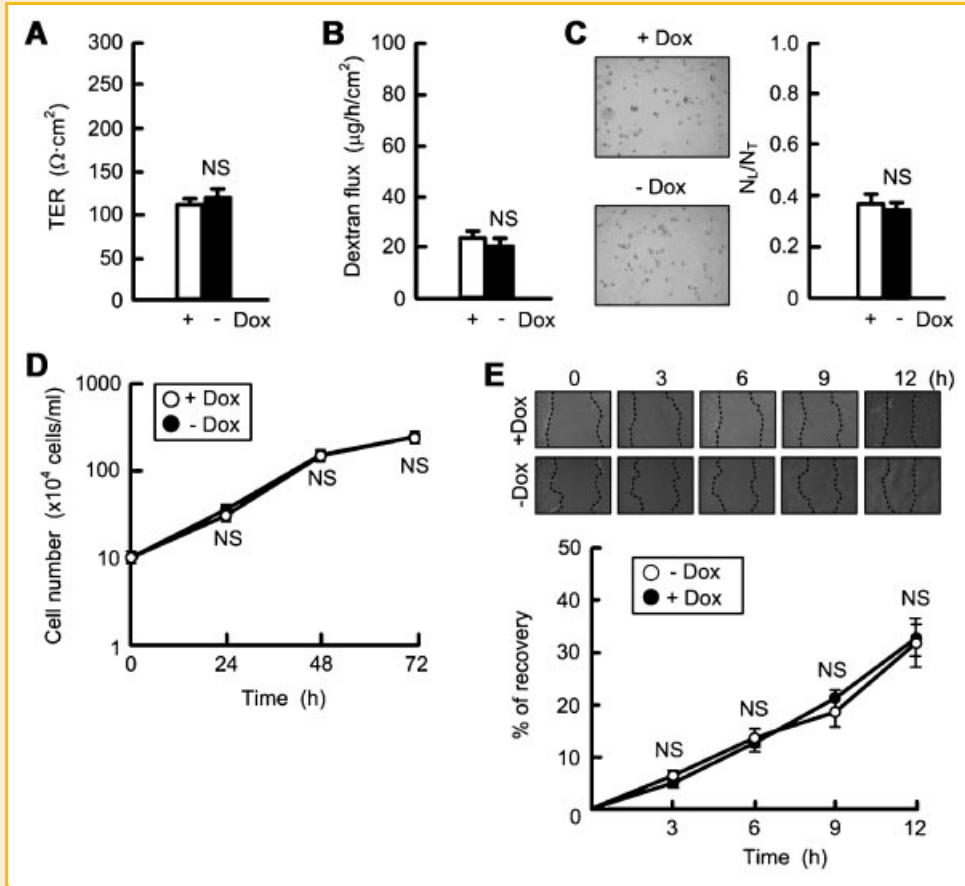 A
TER (Ω·cm²)
300
250
200
150
100
50
0
NS
+ - Dox
B
Dextran flux (µg/h/cm²)
100
80
60
40
20
0
NS
+ - Dox
C
+ Dox
- Dox
N_L/N_T
1.0
0.8
0.6
0.4
0.2
0
NS
+ - Dox
D
Cell number (x10⁴ cells/ml)
1000
100
10
1
+ Dox
- Dox
NS
NS
NS
0 24 48 72
Time (h)
E
0 3 6 9 12 (h)
+Dox
-Dox
% of recovery
50
40
30
20
10
0
- Dox
+ Dox
NS
NS
NS
NS
3 6 9 12
Time (h)